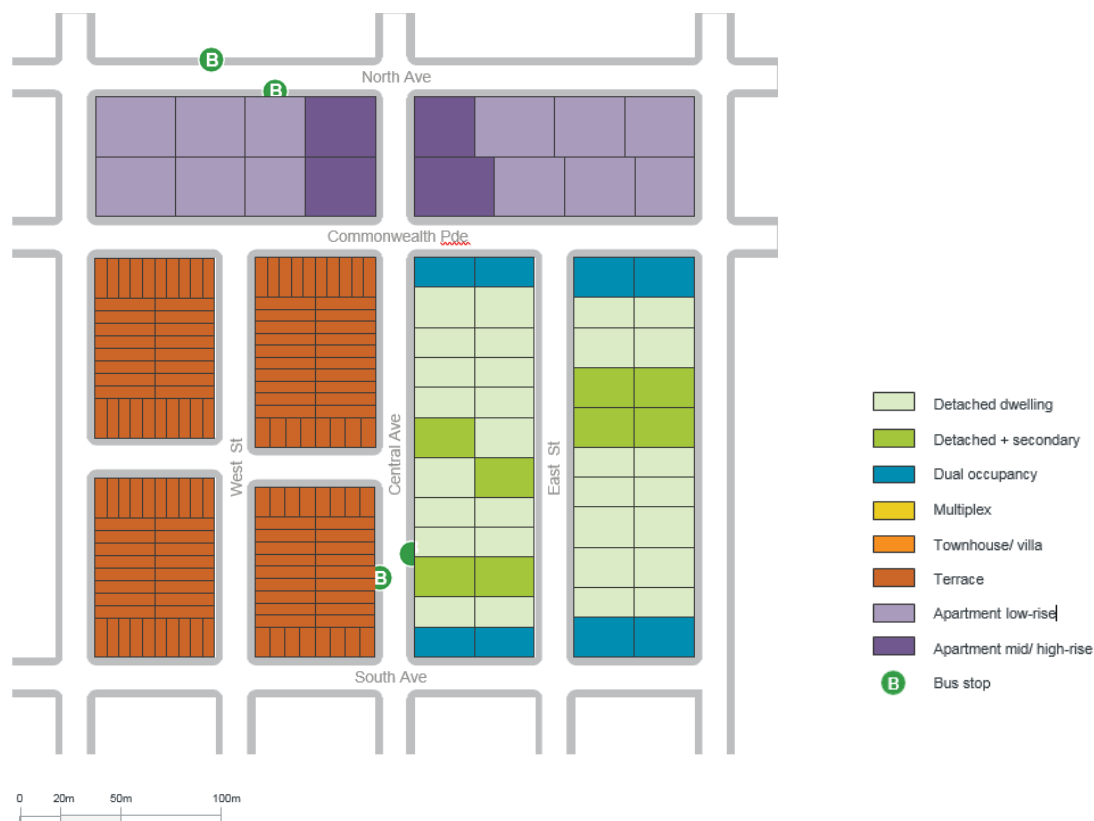 B
North Ave
B
Commonwealth Pde
West St
Central Ave
East St
B
South Ave
Detached dwelling
Detached + secondary
Dual occupancy
Multiplex
Townhouse/ villa
Terrace
Apartment low-rise
Apartment mid/ high-rise
B Bus stop
0 20m 50m 100m